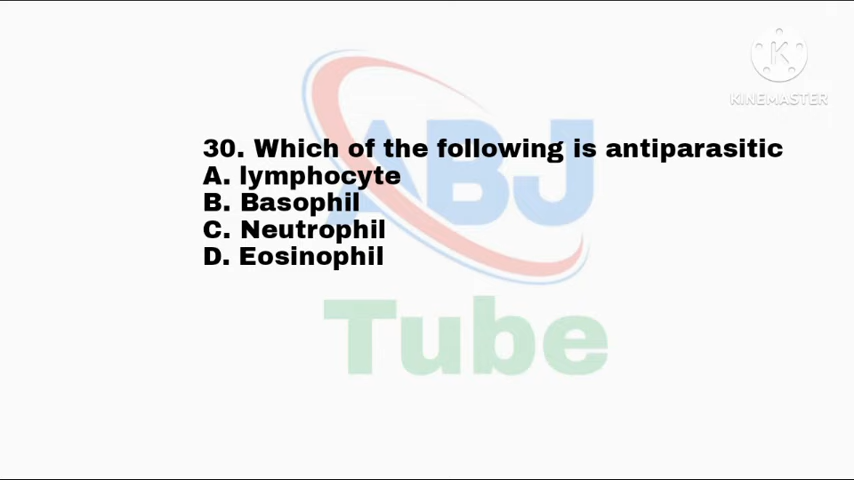 KINEMASTER
30. Which of the following is antiparasitic
A. lymphocyte
B. Basophil
C. Neutrophil
D. Eosinophil
ABJ
Tube